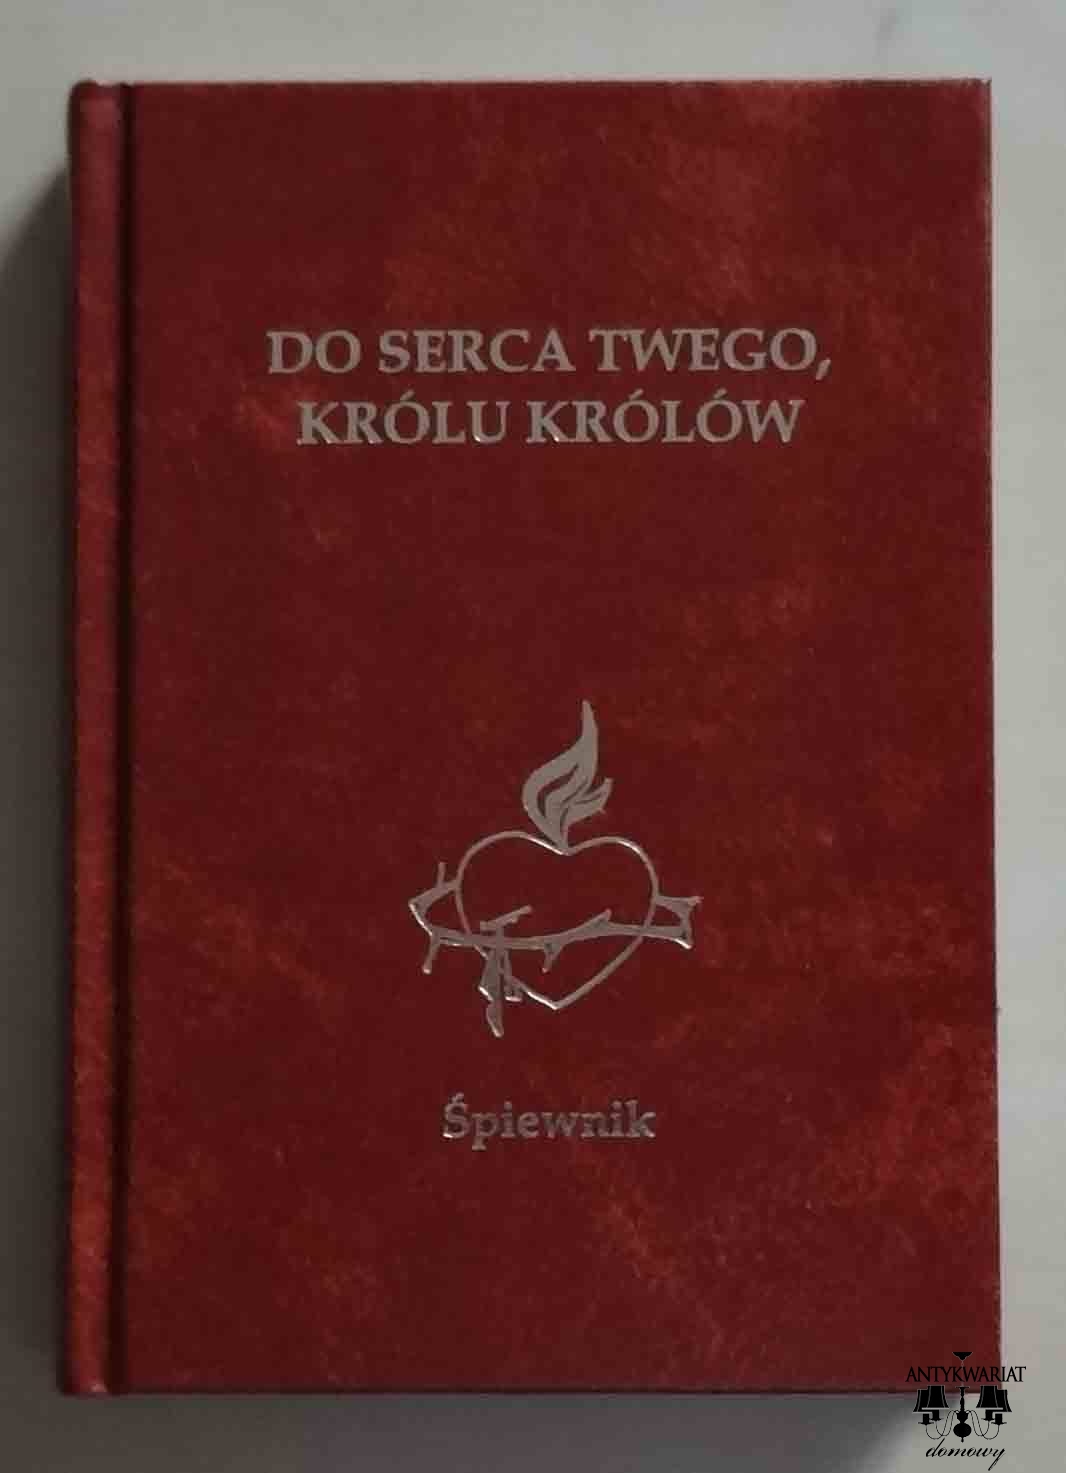 DO SERCA TWEGO,
KRÓLU KRÓLÓW
Śpiewnik
ANTYKWARIAT
domowy